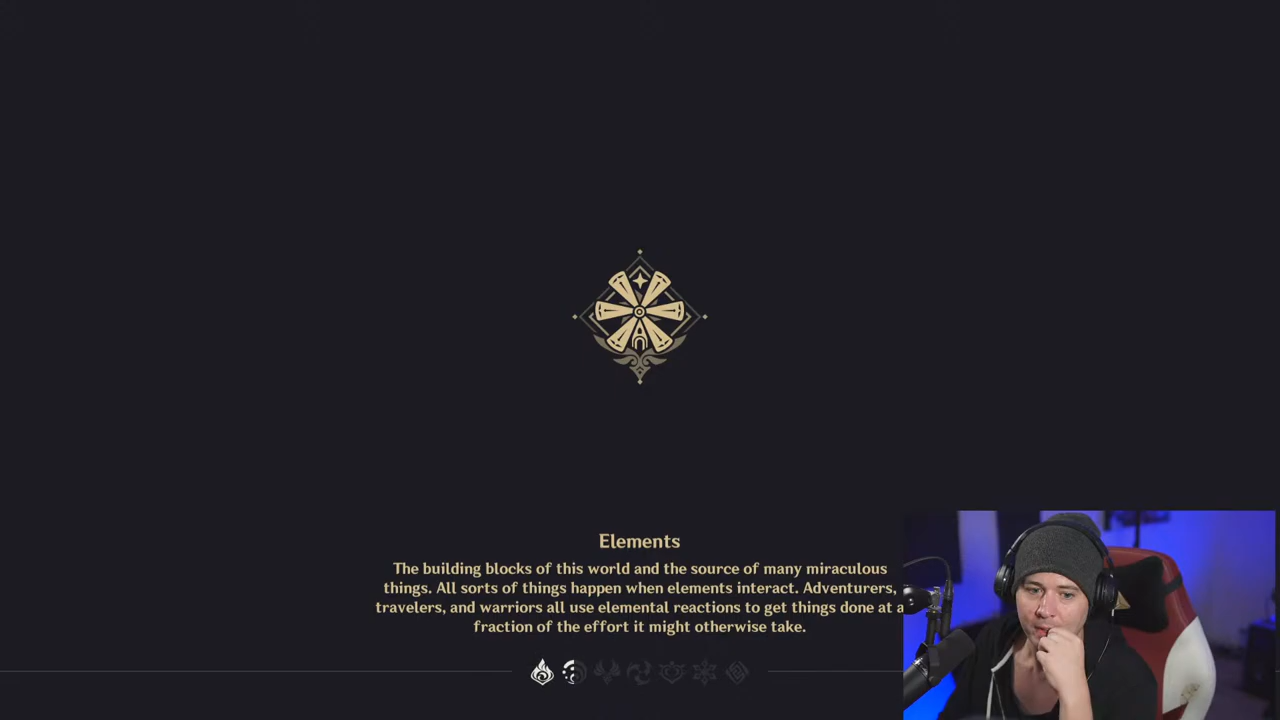 Elements
The building blocks of this world and the source of many miraculous
things. All sorts of things happen when elements interact. Adventurers,
travelers, and warriors all use elemental reactions to get things done at a
fraction of the effort it might otherwise take.